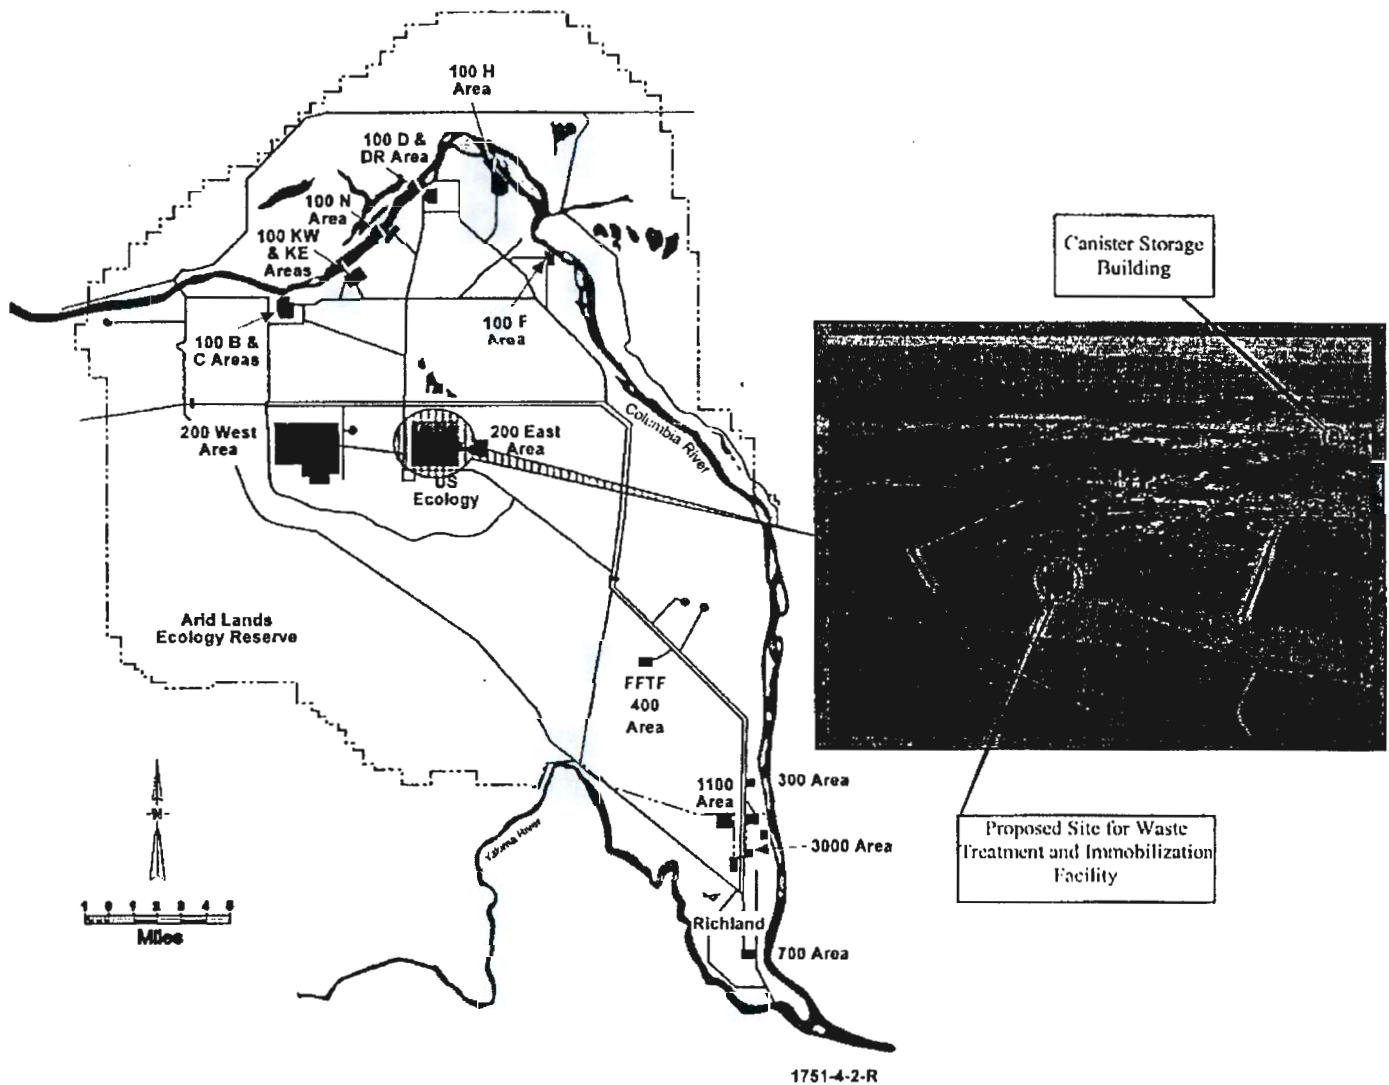 100 H
Area
100 D &
DR Area
100 N
Area
100 KW
& KE
Areas
100 F
Area
100 B &
C Areas
Columbia River
200 West
Area
200 East
Area
US
Ecology
Arid Lands
Ecology Reserve
FFTF
400
Area
1100
Area
300 Area
3000 Area
Yakima River
Richland
700 Area
N
1 0 1 2 3 4 5
Miles
Canister Storage
Building
Proposed Site for Waste
Treatment and Immobilization
Facility
1751-4-2-R